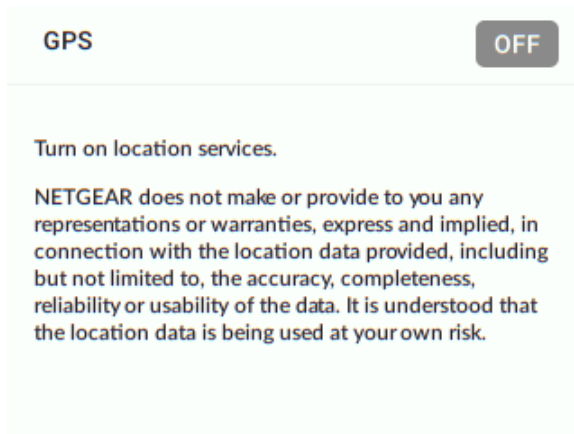 GPS OFF
Turn on location services.
NETGEAR does not make or provide to you any
representations or warranties, express and implied, in
connection with the location data provided, including
but not limited to, the accuracy, completeness,
reliability or usability of the data. It is understood that
the location data is being used at your own risk.